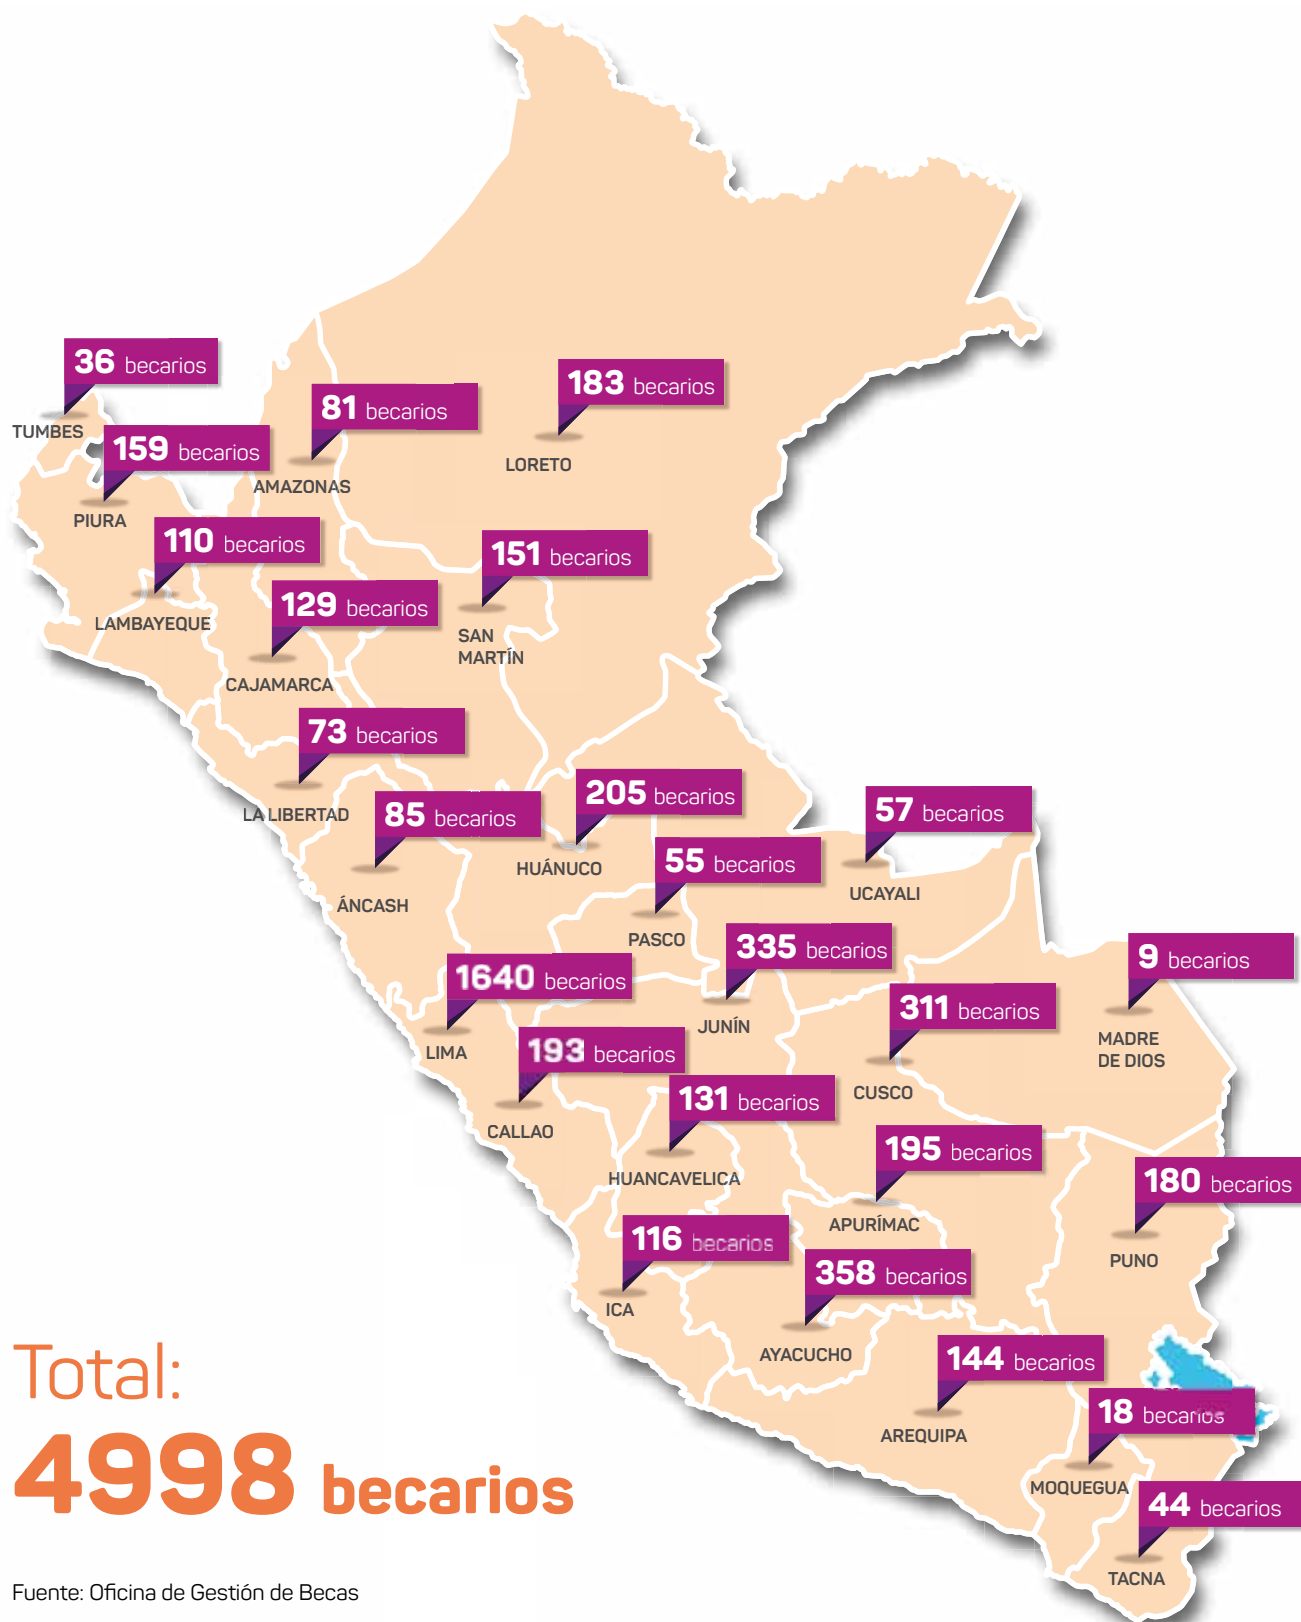 36 becarios
TUMBES
183 becarios
LORETO
81 becarios
AMAZONAS
159 becarios
PIURA
110 becarios
LAMBAYEQUE
151 becarios
SAN
MARTÍN
129 becarios
CAJAMARCA
73 becarios
LA LIBERTAD
205 becarios
HUÁNUCO
57 becarios
UCAYALI
85 becarios
ÁNCASH
55 becarios
PASCO
335 becarios
JUNÍN
9 becarios
MADRE
DE DIOS
1640 becarios
LIMA
311 becarios
CUSCO
193 becarios
CALLAO
131 becarios
HUANCAVELICA
195 becarios
APURÍMAC
180 becarios
PUNO
116 becarios
ICA
358 becarios
AYACUCHO
144 becarios
AREQUIPA
18 becarios
MOQUEGUA
44 becarios
TACNA
Total:
4998 becarios
Fuente: Oficina de Gestión de Becas